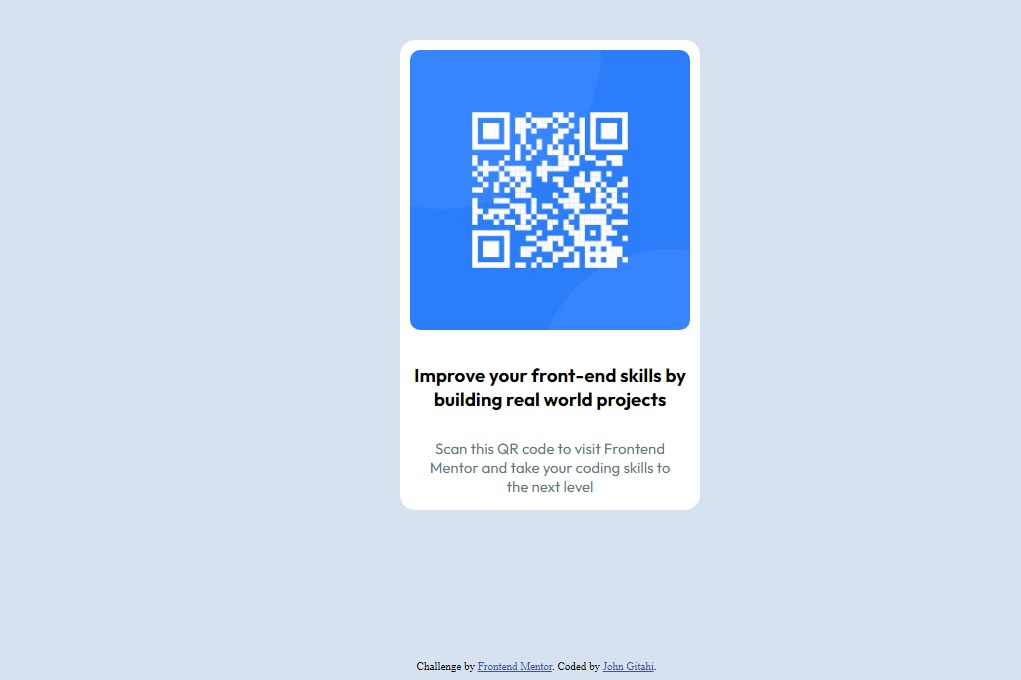 Improve your front-end skills by
building real world projects
Scan this QR code to visit Frontend
Mentor and take your coding skills to
the next level
Challenge by Frontend Mentor. Coded by John Gitahi.